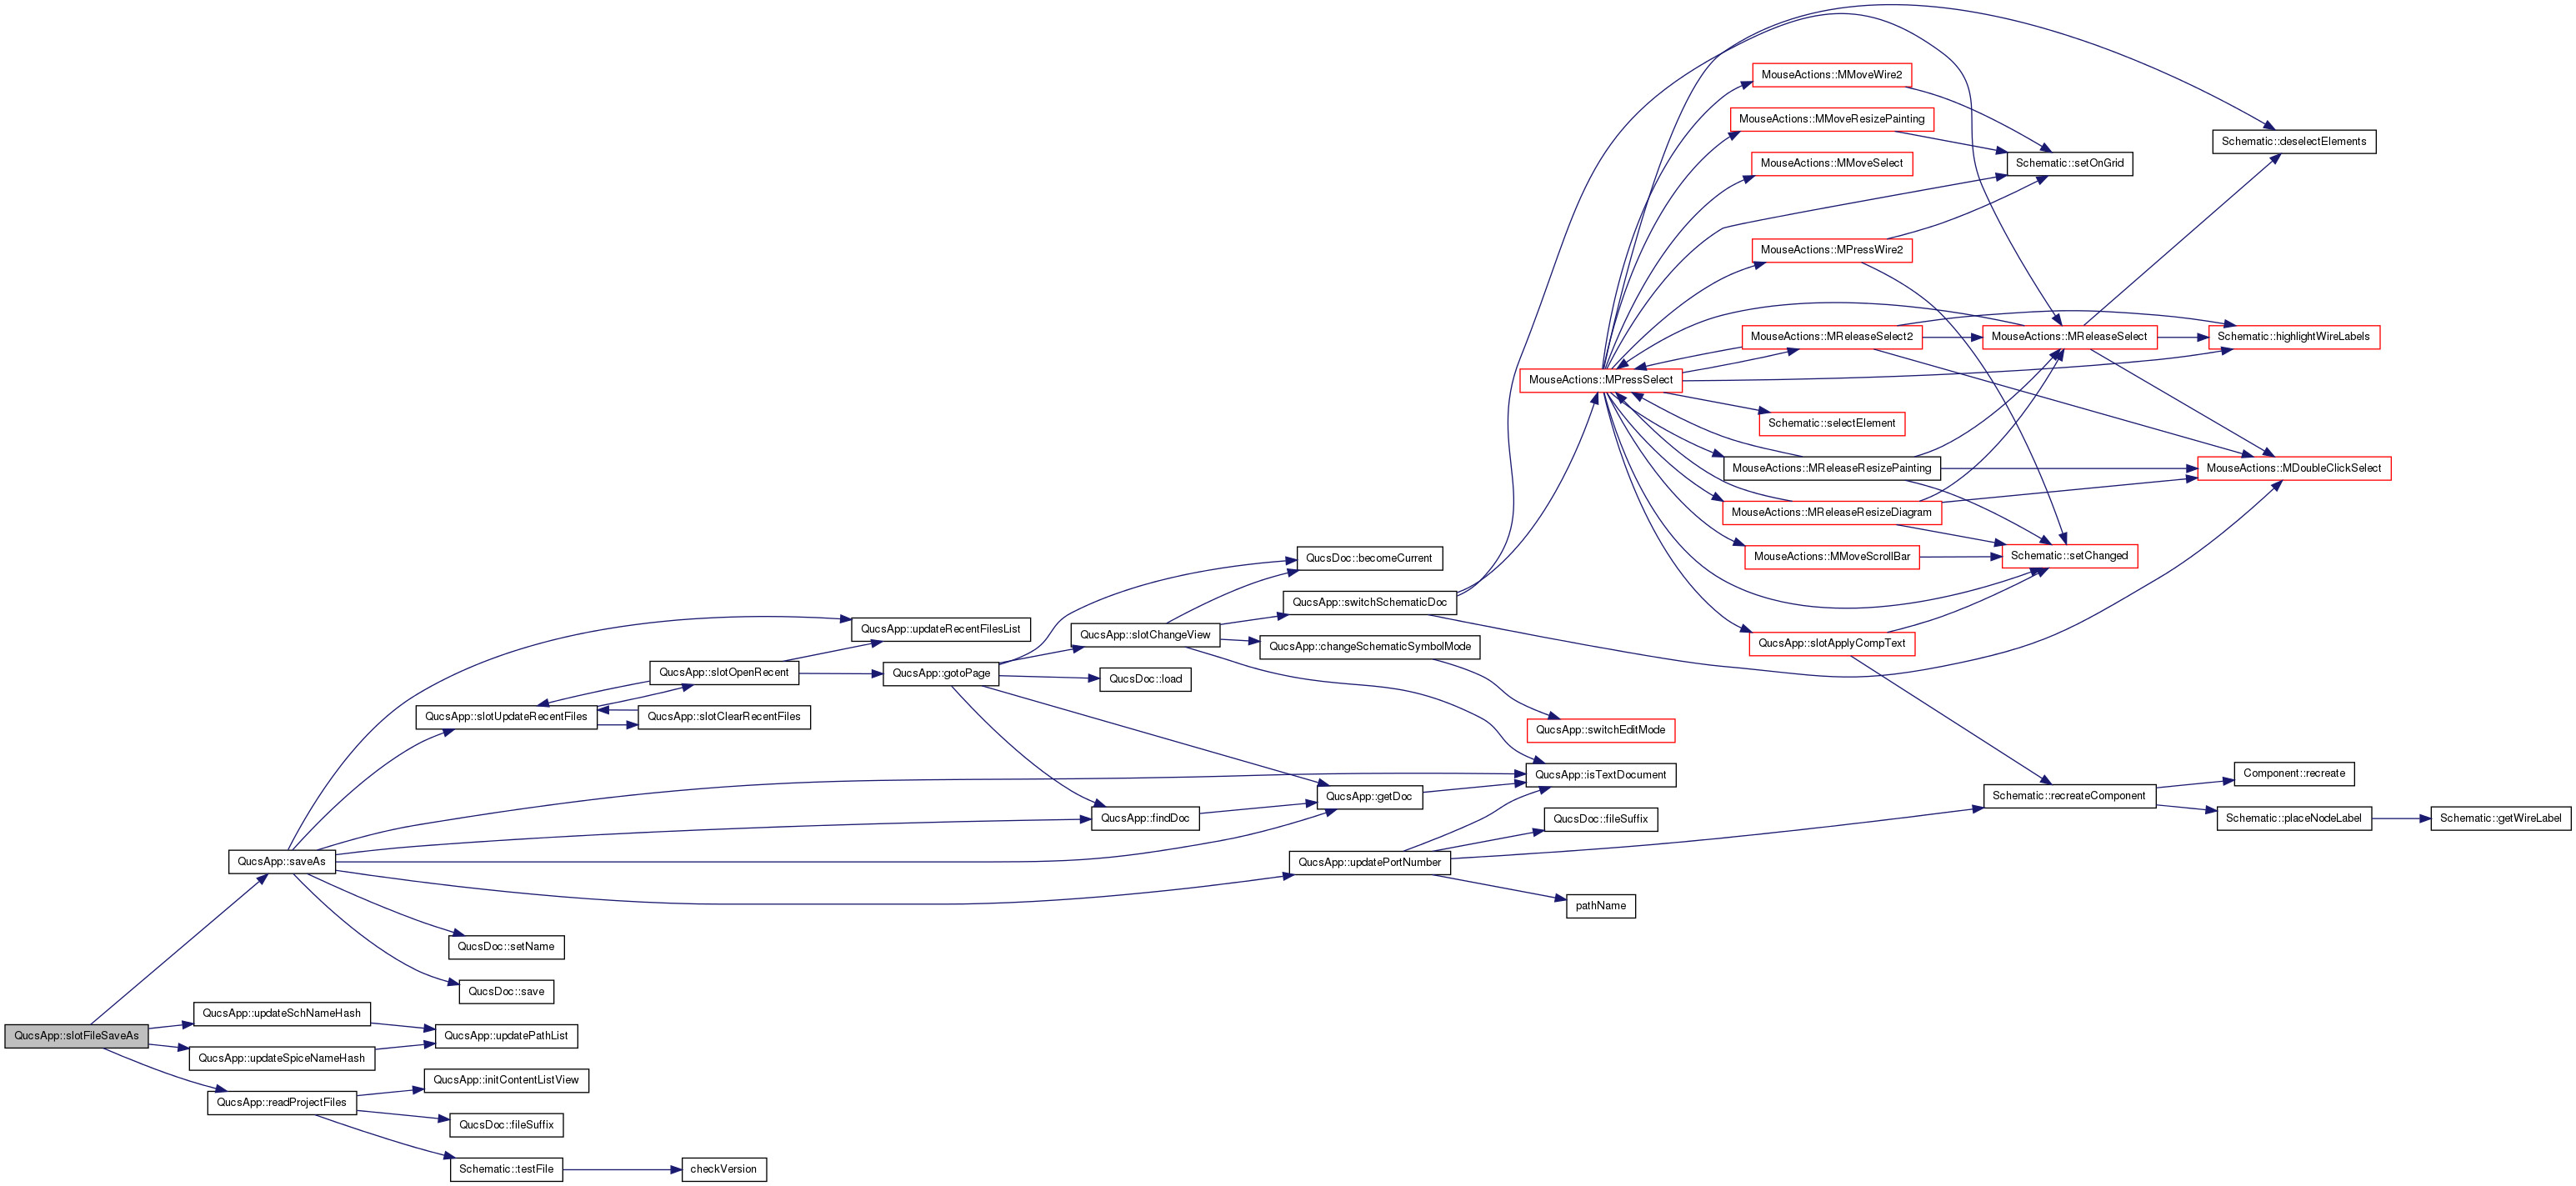 MouseActions::MMoveWire2
MouseActions::MMoveResizePainting
Schematic::deselectElements
MouseActions::MMoveSelect
Schematic::setOnGrid
MouseActions::MPressWire2
MouseActions::MReleaseSelect2
MouseActions::MReleaseSelect
Schematic::highlightWireLabels
MouseActions::MPressSelect
Schematic::selectElement
MouseActions::MReleaseResizePainting
MouseActions::MDoubleClickSelect
MouseActions::MReleaseResizeDiagram
QucsDoc::becomeCurrent
MouseActions::MMoveScrollBar
Schematic::setChanged
QucsApp::switchSchematicDoc
QucsApp::updateRecentFilesList
QucsApp::slotChangeView
QucsApp::changeSchematicSymbolMode
QucsApp::slotApplyCompText
QucsApp::slotOpenRecent
QucsApp::gotoPage
QucsDoc::load
QucsApp::slotUpdateRecentFiles
QucsApp::slotClearRecentFiles
QucsApp::switchEditMode
QucsApp::isTextDocument
Component::recreate
QucsApp::getDoc
Schematic::recreateComponent
QucsApp::findDoc
QucsDoc::fileSuffix
Schematic::placeNodeLabel
Schematic::getWireLabel
QucsApp::saveAs
QucsApp::updatePortNumber
pathName
QucsDoc::setName
QucsDoc::save
QucsApp::updateSchNameHash
QucsApp::slotFileSaveAs
QucsApp::updatePathList
QucsApp::updateSpiceNameHash
QucsApp::initContentListView
QucsApp::readProjectFiles
QucsDoc::fileSuffix
Schematic::testFile
checkVersion